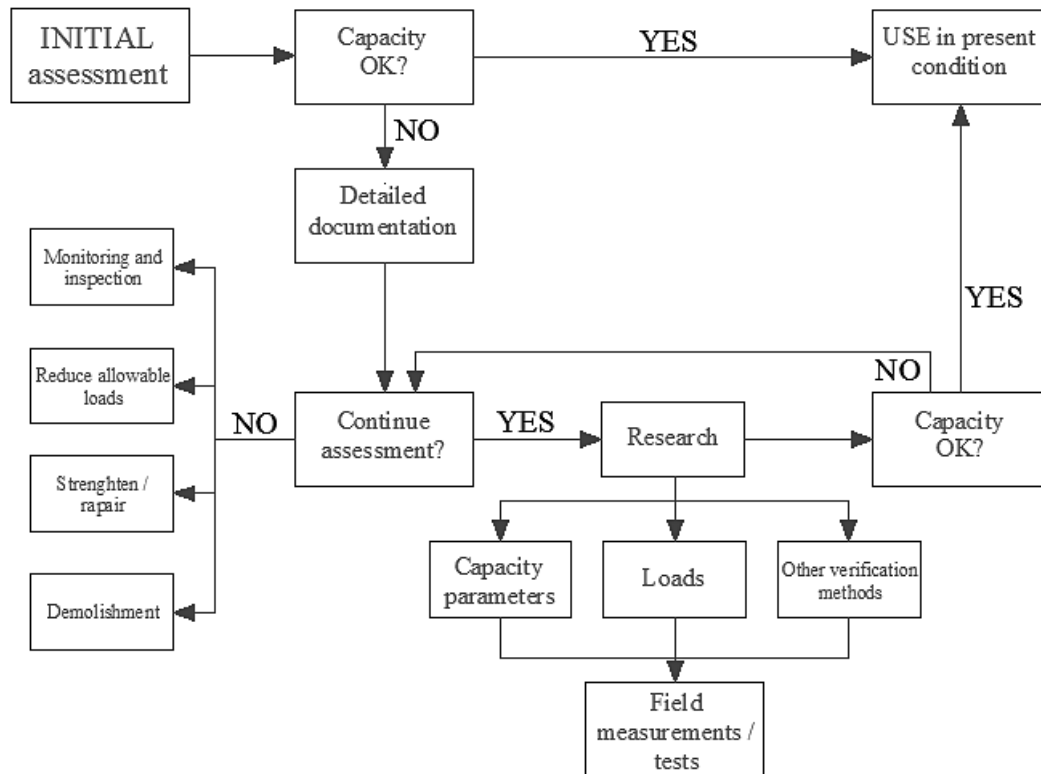 INITIAL
assessment
Capacity
OK?
YES
USE in present
condition
NO
Detailed
documentation
Monitoring and
inspection
YES
Reduce allowable
loads
NO
NO
Continue
assessment?
YES
Research
Capacity
OK?
Strenghten /
rapair
Capacity
parameters
Loads
Other verification
methods
Demolishment
Field
measurements /
tests